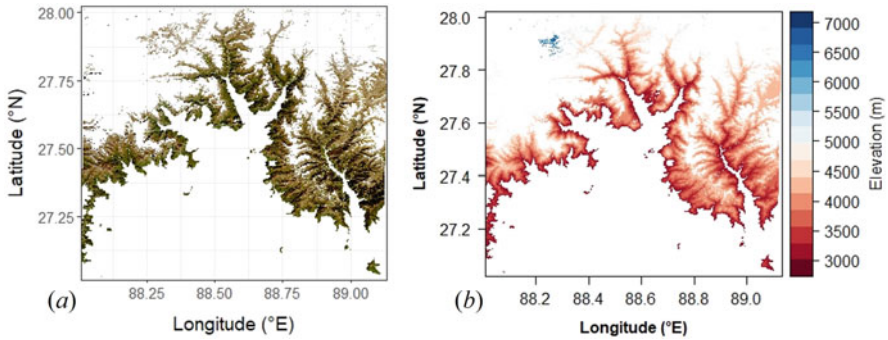 28.00
27.75
27.50
27.25
Latitude (°N)
88.25 88.50 88.75 89.00
Longitude (°E)
(a)
28.0
27.8
27.6
27.4
27.2
Latitude (°N)
88.2 88.4 88.6 88.8 89.0
Longitude (°E)
(b)
7000
6500
6000
5500
5000
4500
4000
3500
3000
Elevation (m)